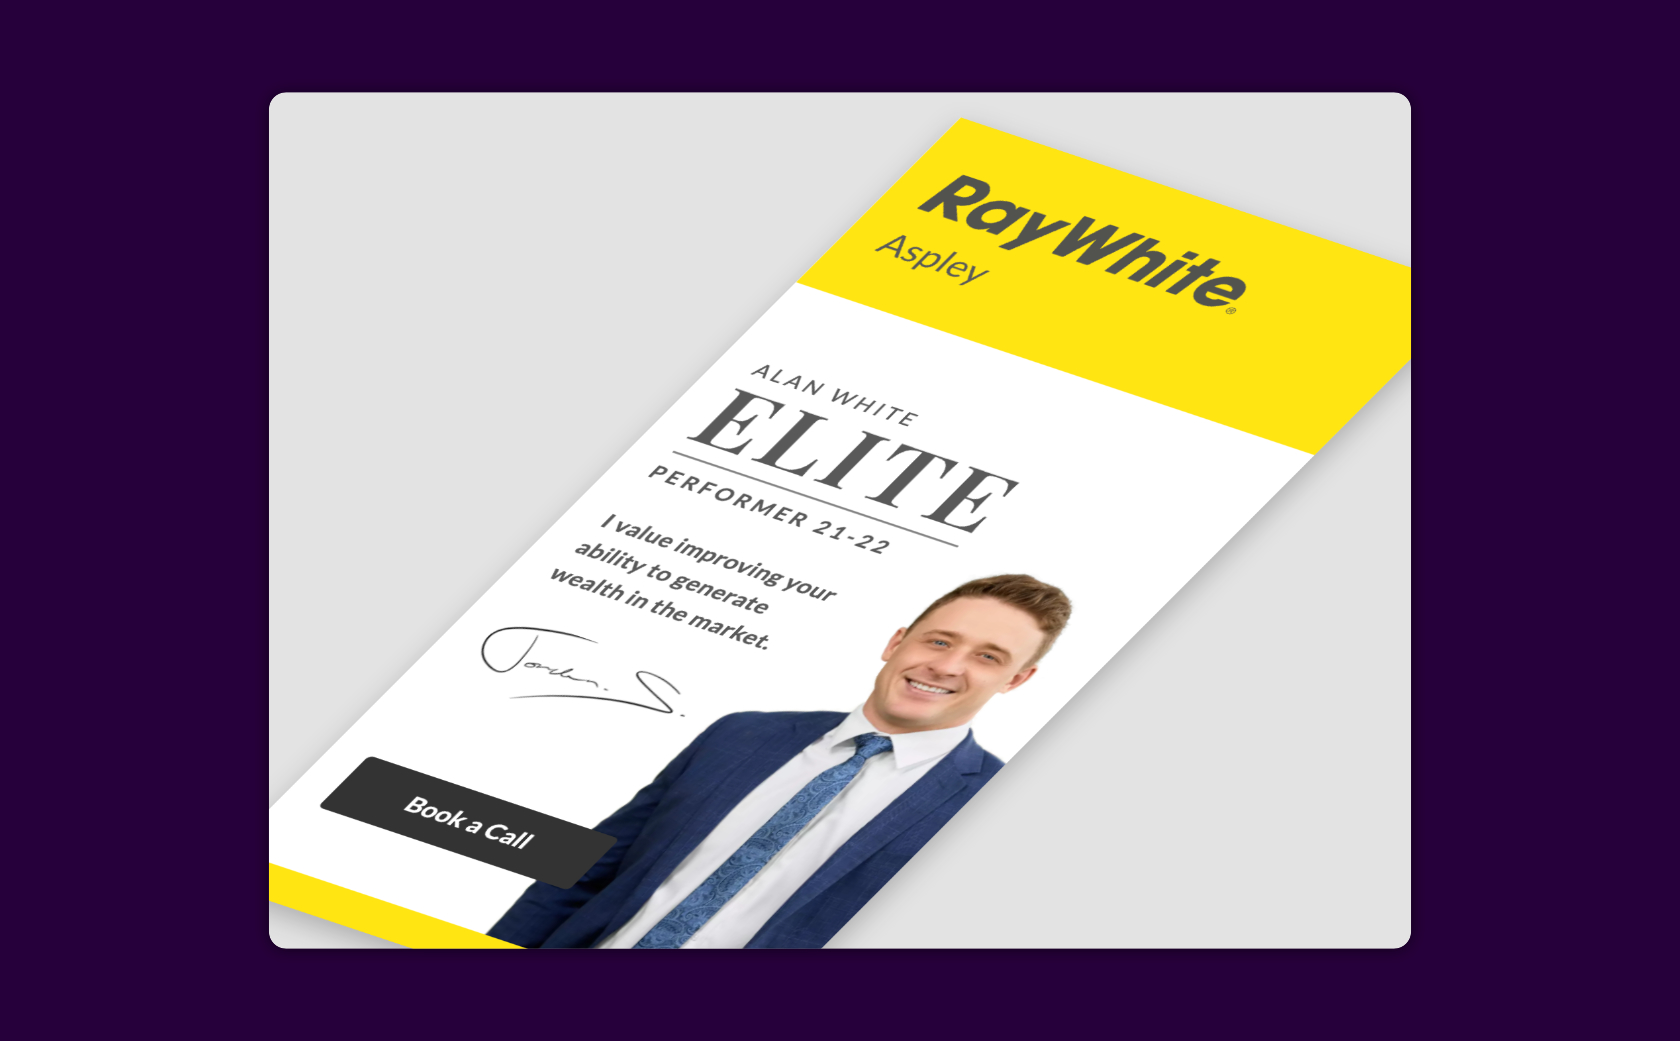 RayWhite®
Aspley
ALAN WHITE
ELITE
PERFORMER 21-22
I value improving your
ability to generate
wealth in the market.
Jordan. S.
Book a Call